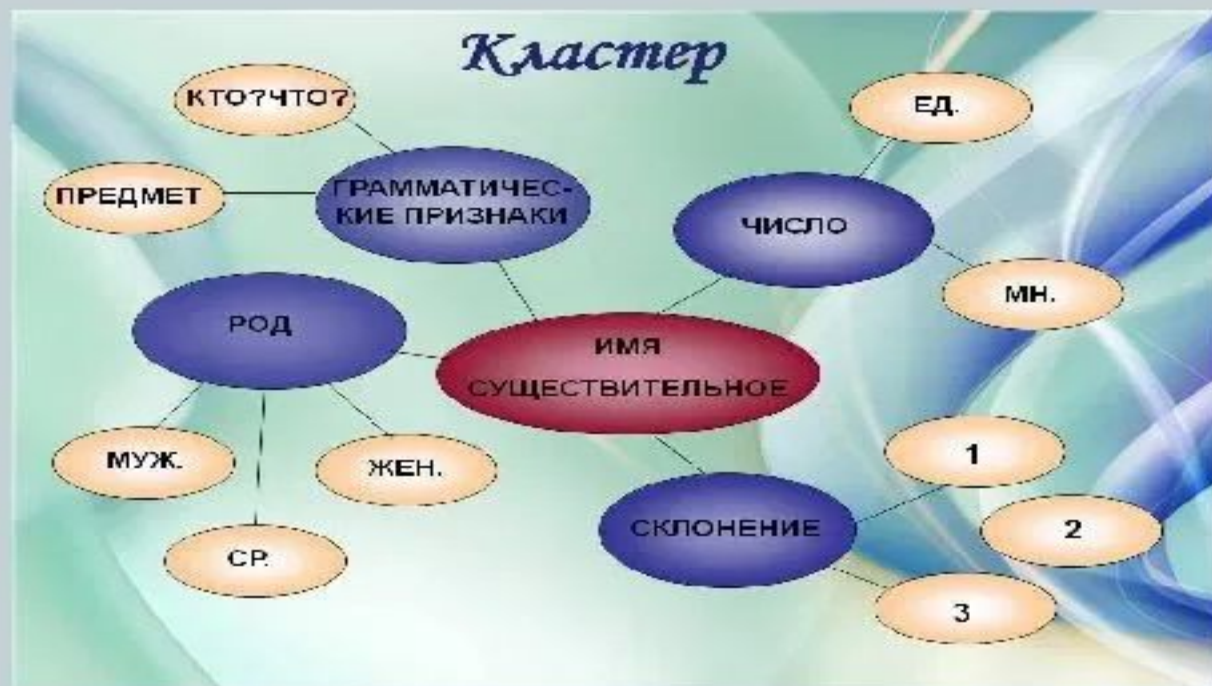 Кластер
КТО?ЧТО?
ПРЕДМЕТ
ГРАММАТИЧЕС-
КИЕ ПРИЗНАКИ
ЕД.
ЧИСЛО
МН.
РОД
ИМЯ
СУЩЕСТВИТЕЛЬНОЕ
МУЖ.
СР.
ЖЕН.
СКЛОНЕНИЕ
1
2
3